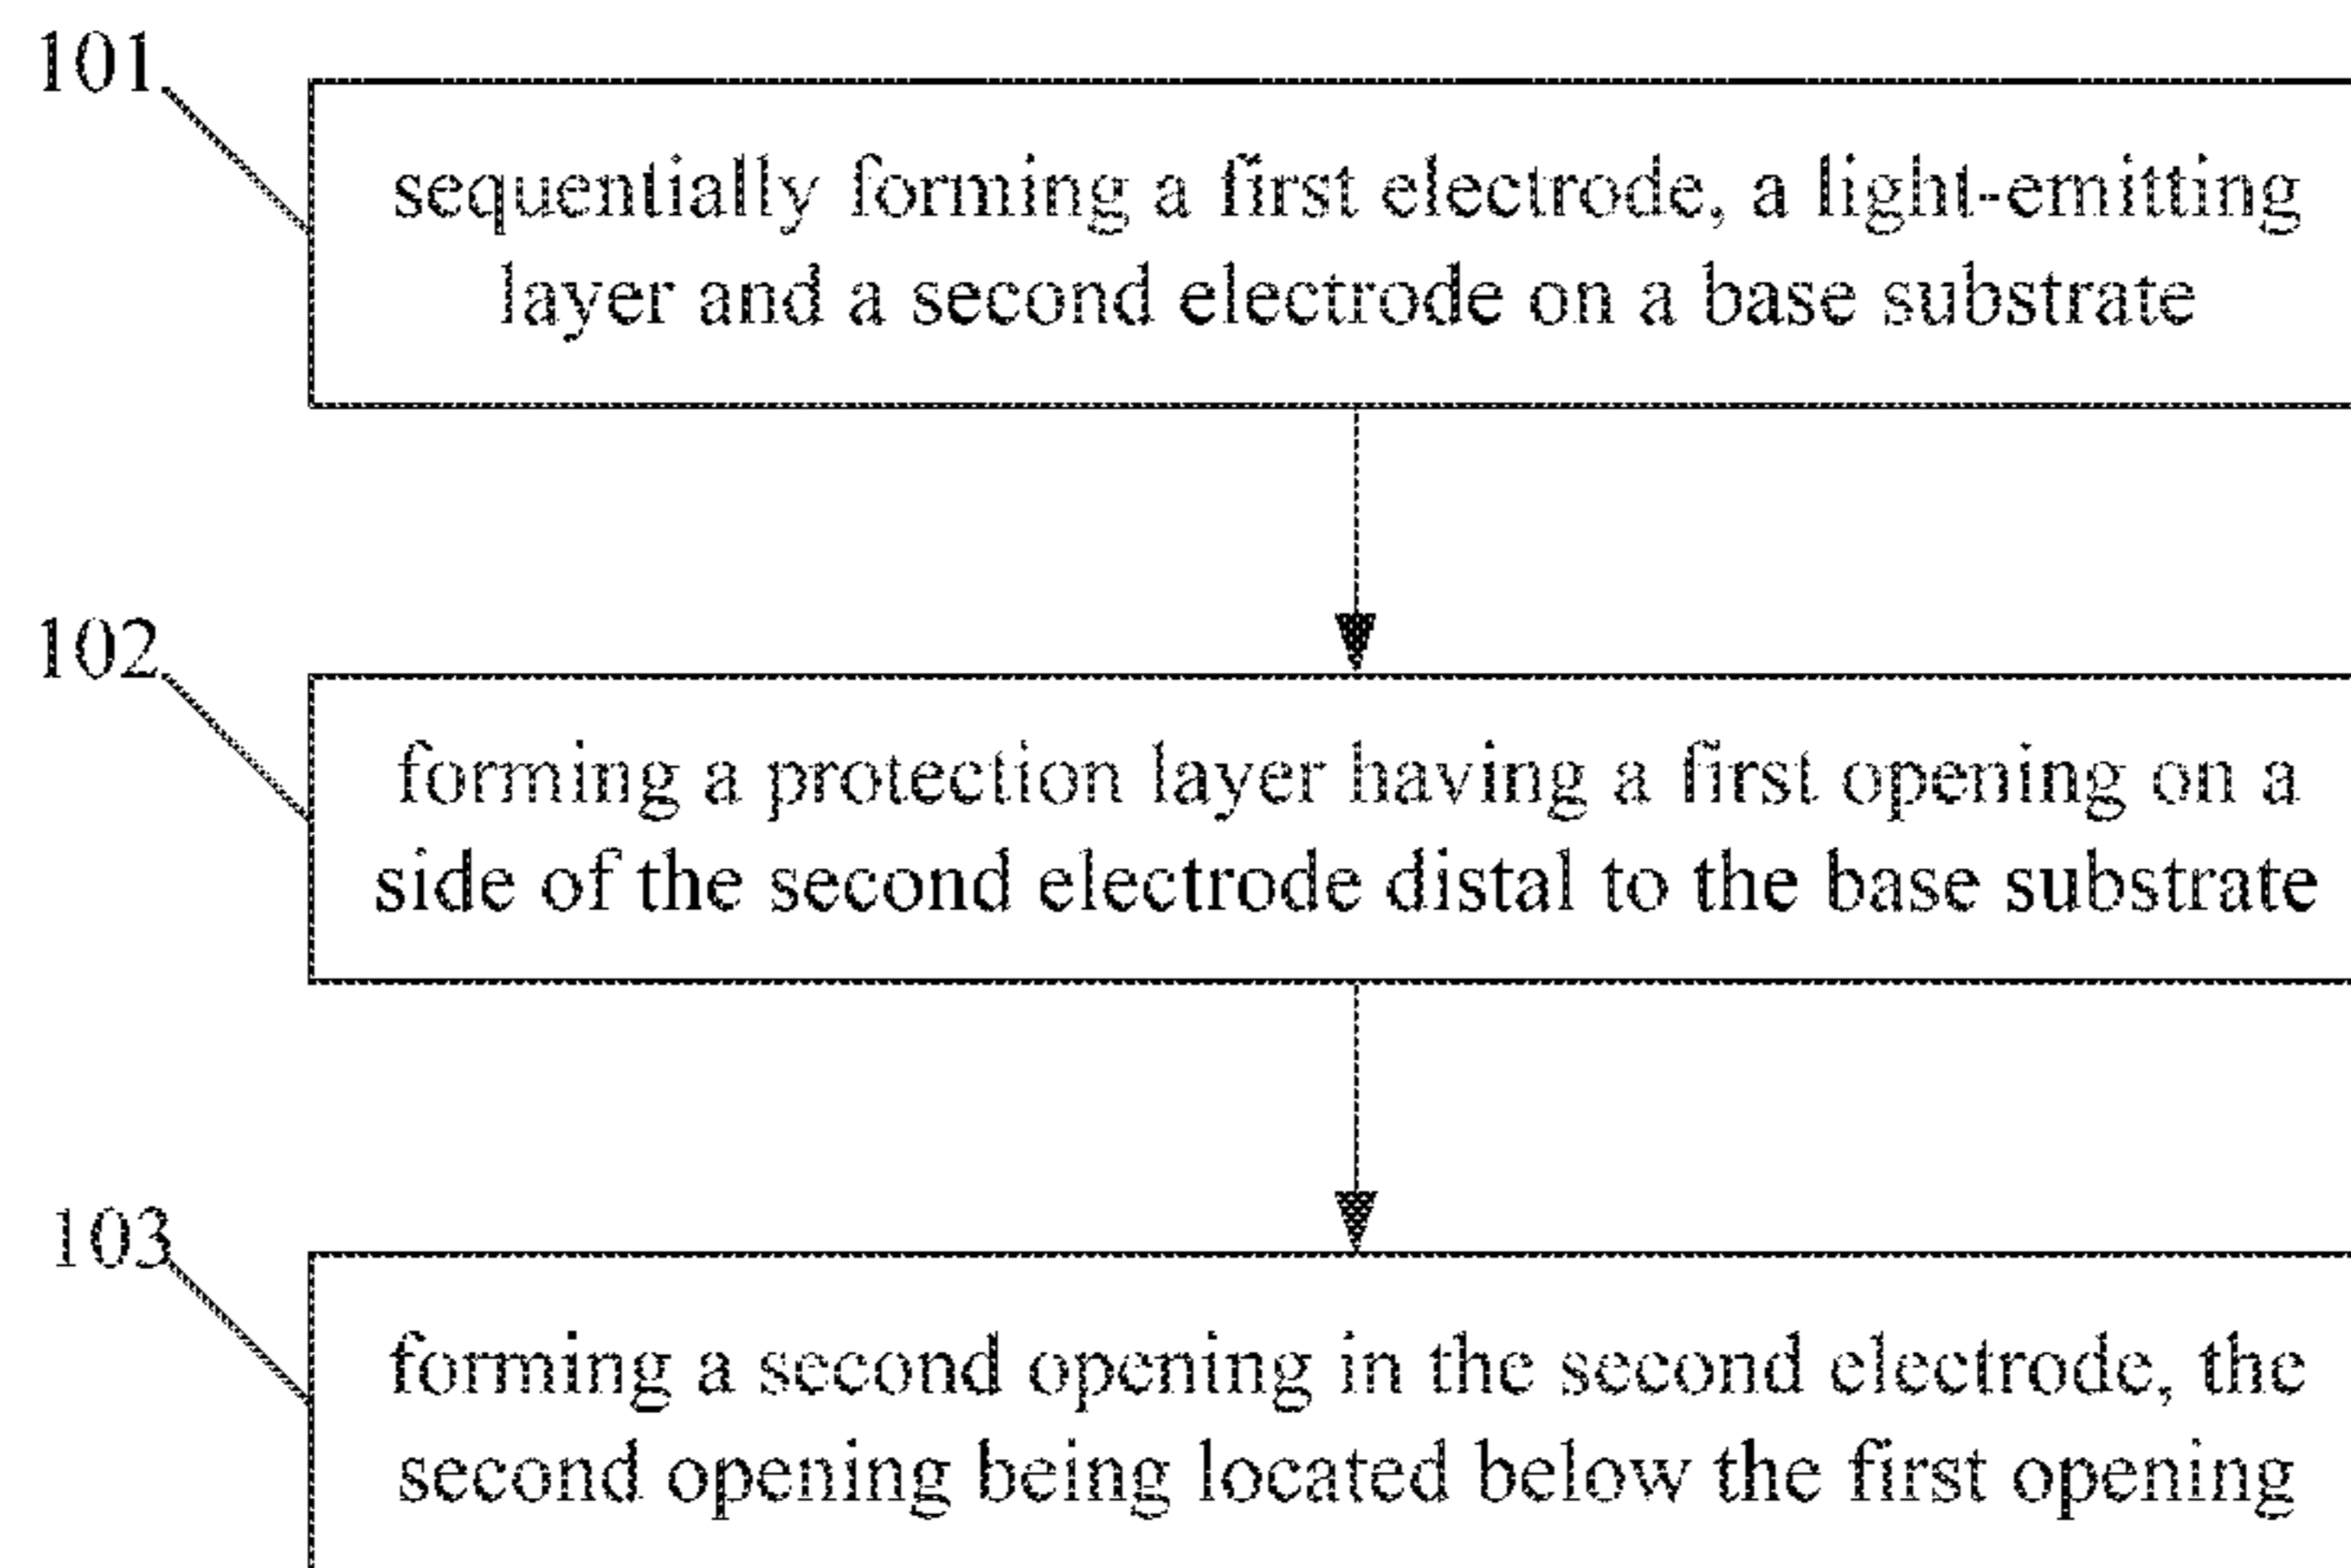 101
sequentially forming a first electrode, a light-emitting
layer and a second electrode on a base substrate
102
forming a protection layer having a first opening on a
side of the second electrode distal to the base substrate
103
forming a second opening in the second electrode, the
second opening being located below the first opening